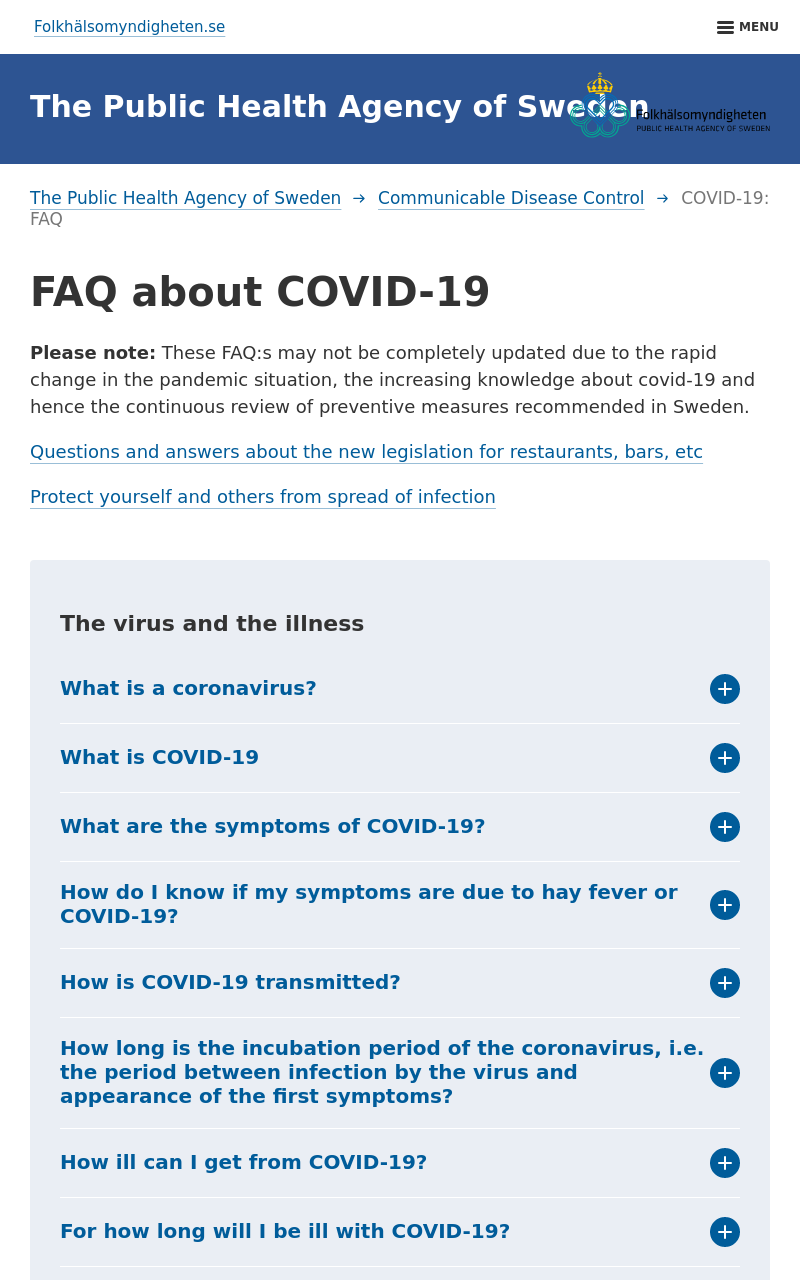 Folkhälsomyndigheten.se
MENU
The Public Health Agency of Sweden
Folkhälsomyndigheten
PUBLIC HEALTH AGENCY OF SWEDEN
The Public Health Agency of Sweden → Communicable Disease Control → COVID-19:
FAQ
FAQ about COVID-19
Please note: These FAQ:s may not be completely updated due to the rapid
change in the pandemic situation, the increasing knowledge about covid-19 and
hence the continuous review of preventive measures recommended in Sweden.
Questions and answers about the new legislation for restaurants, bars, etc
Protect yourself and others from spread of infection
The virus and the illness
What is a coronavirus?
What is COVID-19
What are the symptoms of COVID-19?
How do I know if my symptoms are due to hay fever or
COVID-19?
How is COVID-19 transmitted?
How long is the incubation period of the coronavirus, i.e.
the period between infection by the virus and
appearance of the first symptoms?
How ill can I get from COVID-19?
For how long will I be ill with COVID-19?